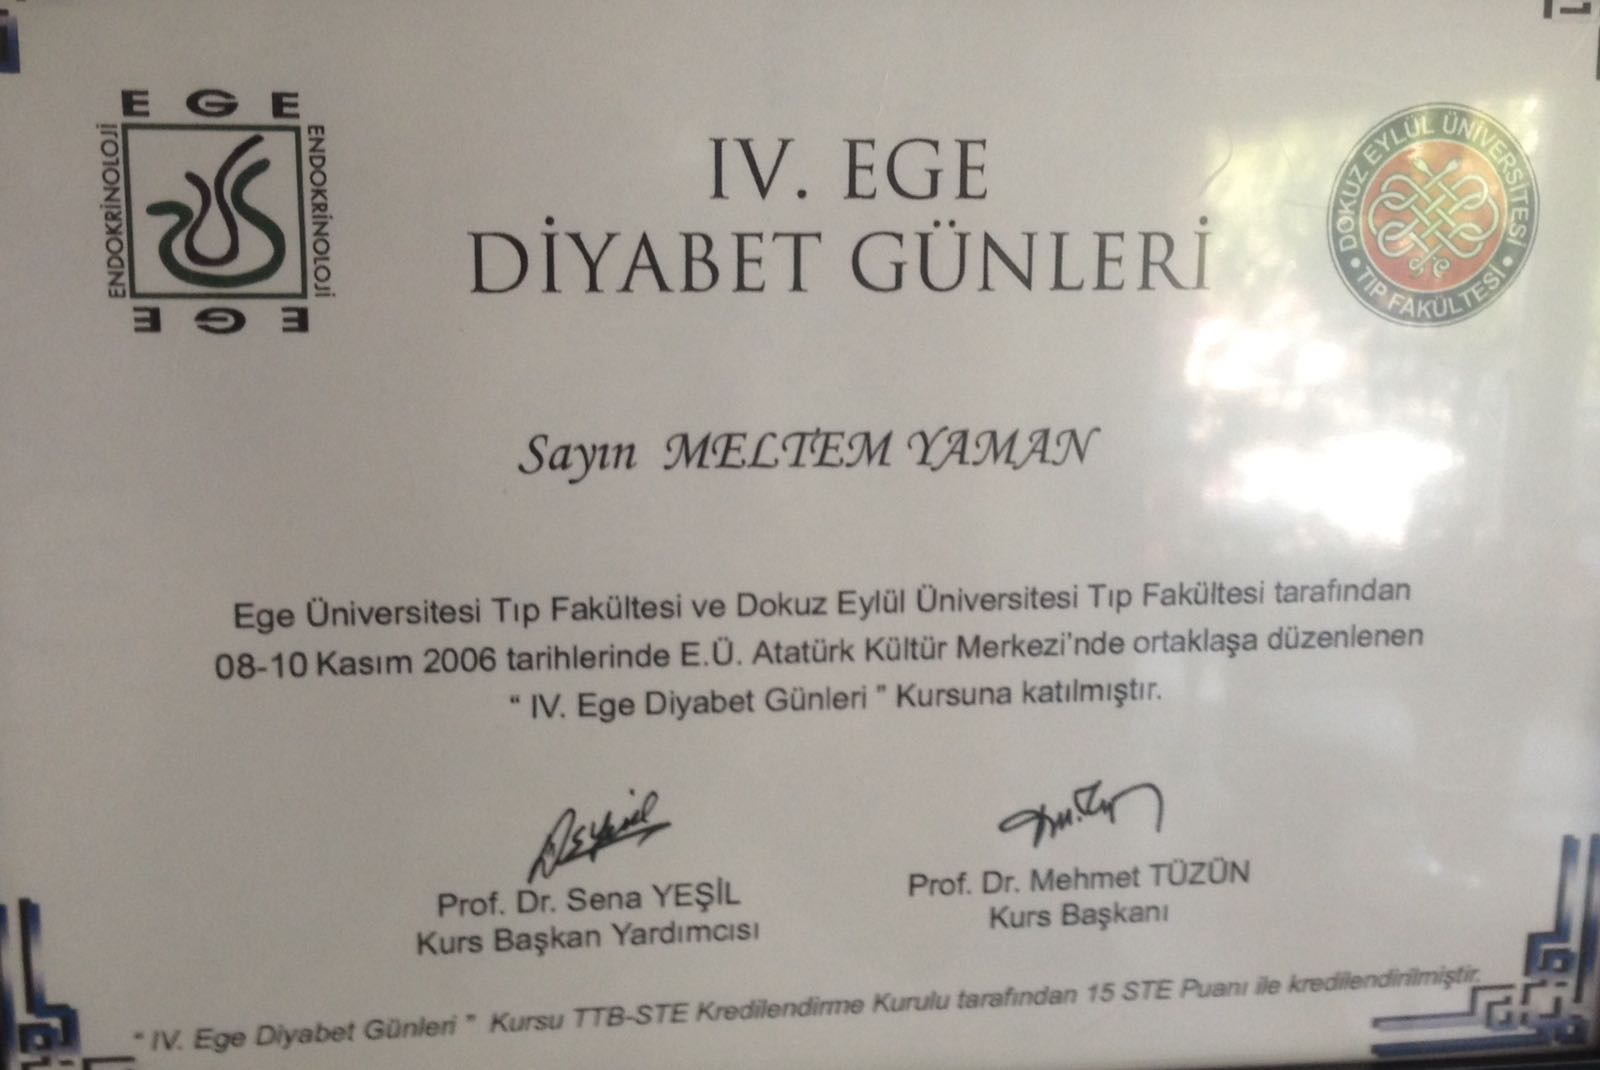 EGE
ENDOKRİNOLOJİ
ENDOKRİNOLOJİ
EGE
DOKUZ EYLÜL ÜNİVERSİTESİ
• TIP FAKÜLTESİ •
IV. EGE
DİYABET GÜNLERİ
Sayın MELTEM YAMAN
Ege Üniversitesi Tıp Fakültesi ve Dokuz Eylül Üniversitesi Tıp Fakültesi tarafından
08-10 Kasım 2006 tarihlerinde E.Ü. Atatürk Kültür Merkezi'nde ortaklaşa düzenlenen
" IV. Ege Diyabet Günleri " Kursuna katılmıştır.
Prof. Dr. Sena YEŞİL
Kurs Başkan Yardımcısı
Prof. Dr. Mehmet TÜZÜN
Kurs Başkanı
" IV. Ege Diyabet Günleri " Kursu TTB-STE Kredilendirme Kurulu tarafından 15 STE Puanı ile kredilendirilmiştir.